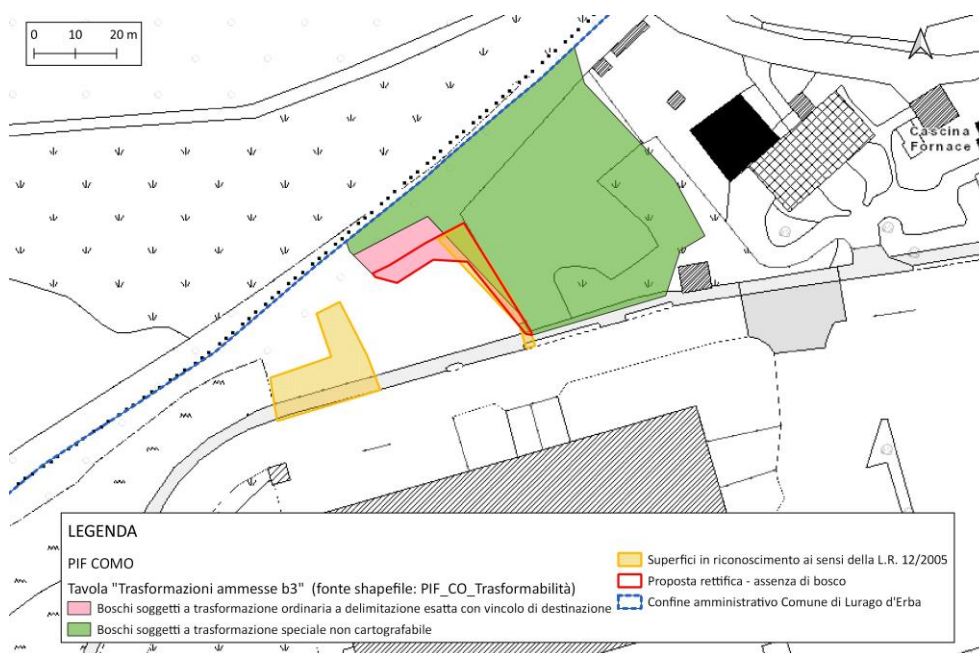 0 10 20 m
Cascina
Fornace
LEGENDA
PIF COMO
Tavola "Trasformazioni ammesse b3" (fonte shapefile: PIF_CO_Trasformabilità)
Boschi soggetti a trasformazione ordinaria a delimitazione esatta con vincolo di destinazione
Boschi soggetti a trasformazione speciale non cartografabile
Superfici in riconoscimento ai sensi della L.R. 12/2005
Proposta rettifica - assenza di bosco
Confine amministrativo Comune di Lurago d'Erba